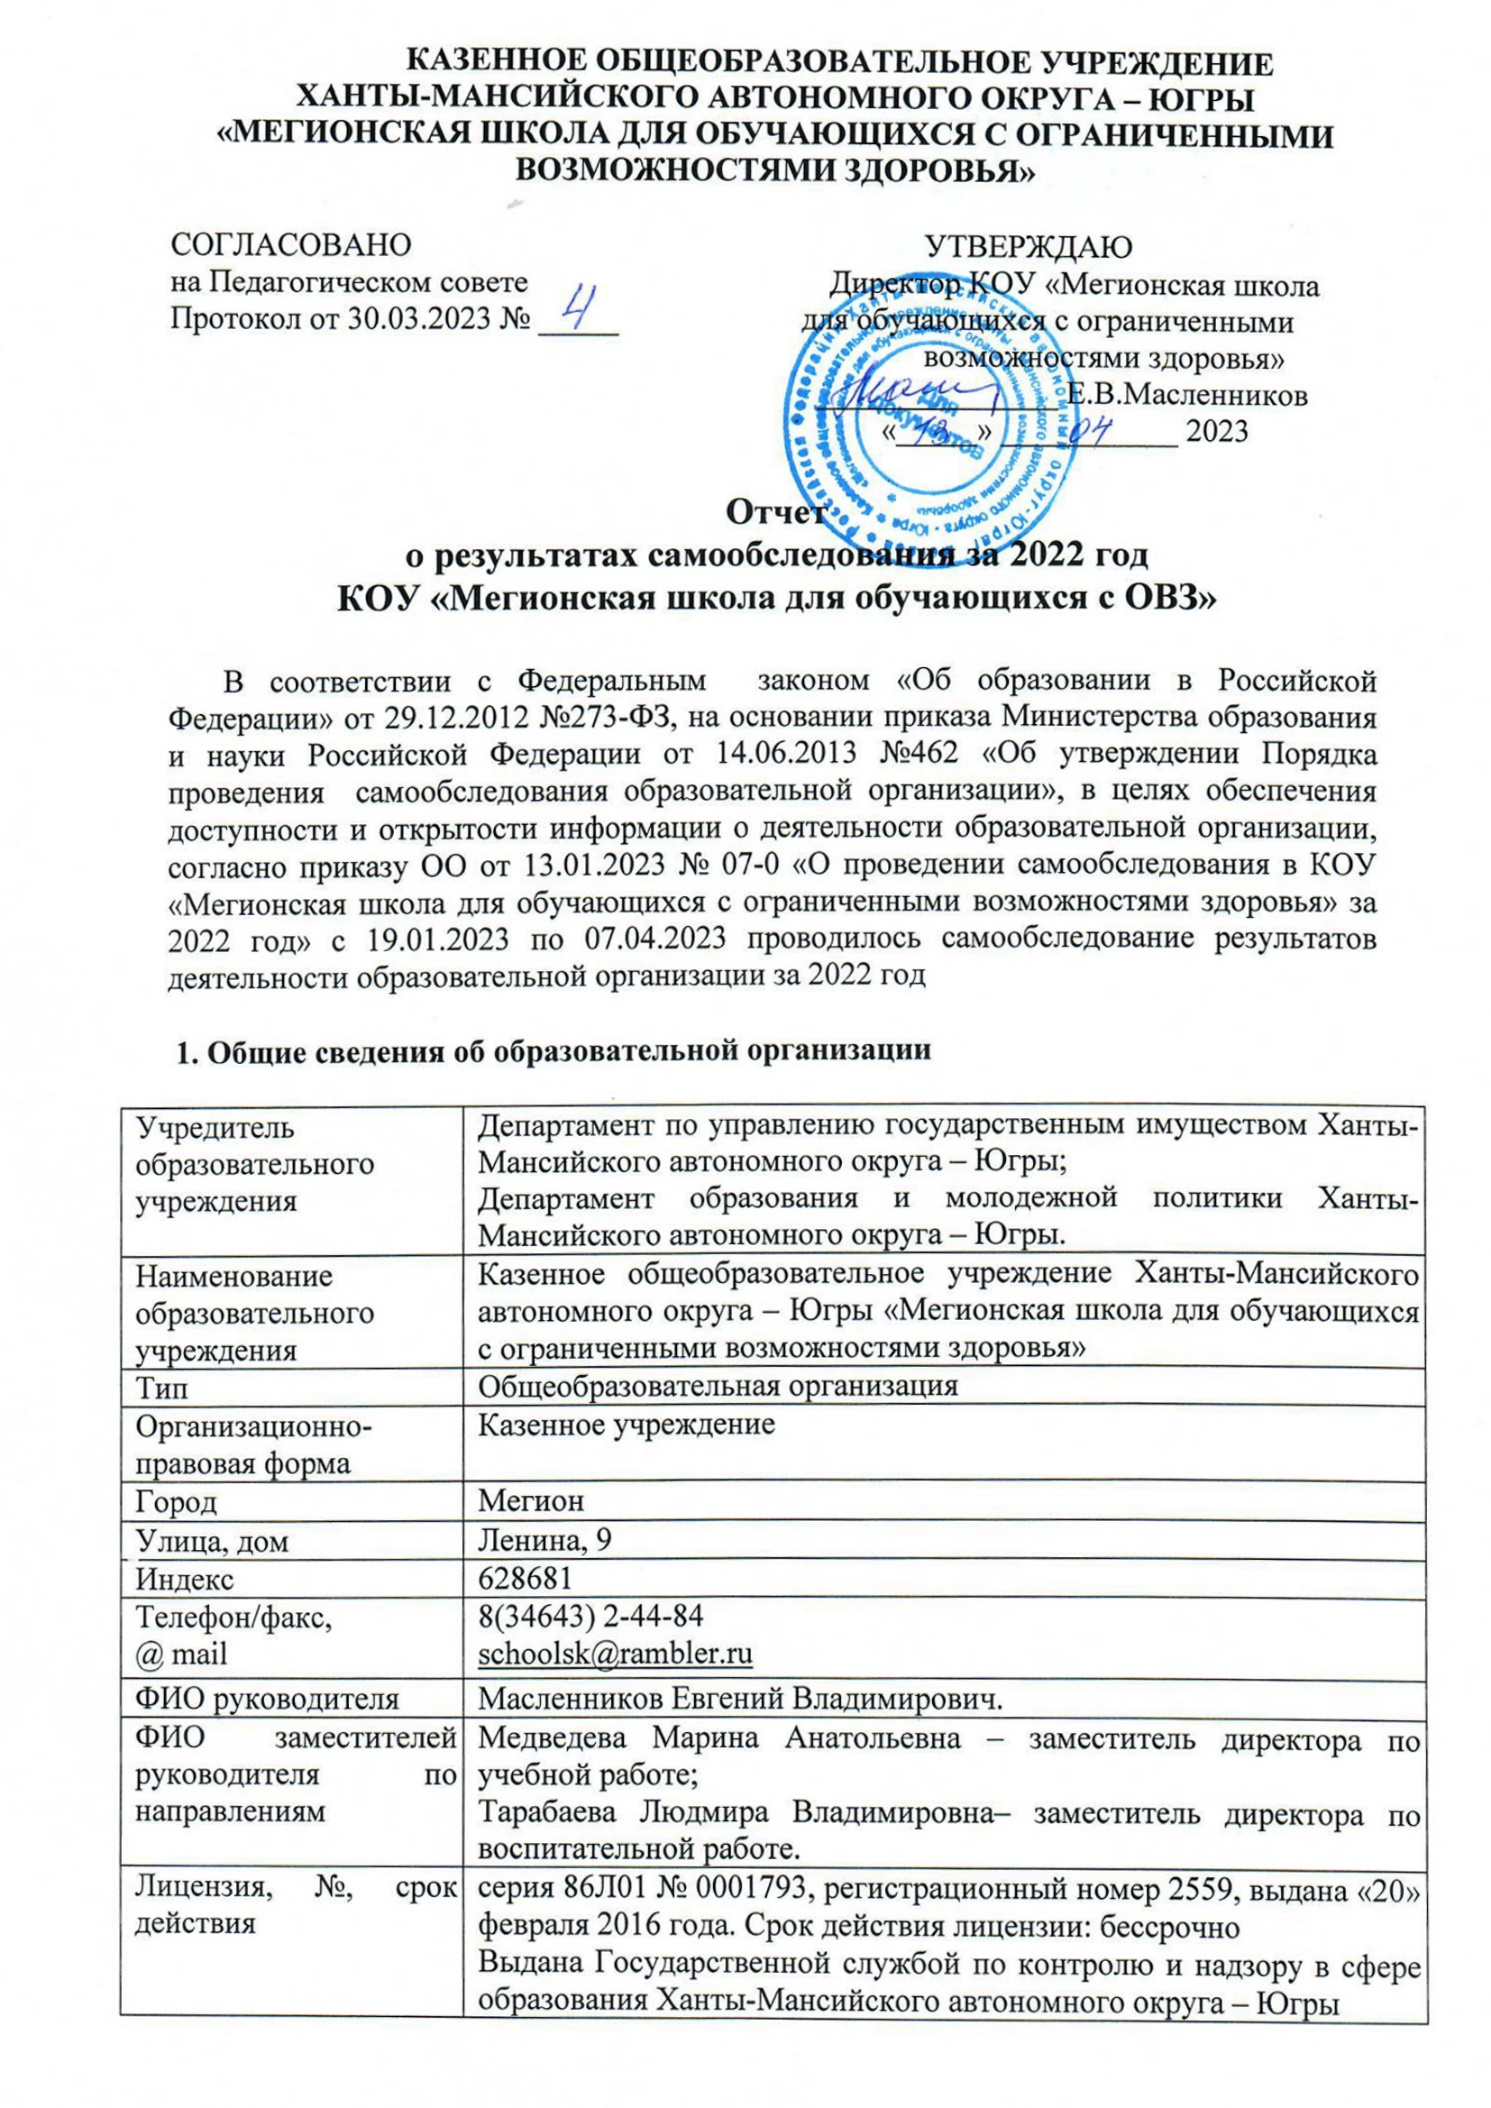 КАЗЕННОЕ ОБЩЕОБРАЗОВАТЕЛЬНОЕ УЧРЕЖДЕНИЕ
ХАНТЫ-МАНСИЙСКОГО АВТОНОМНОГО ОКРУГА – ЮГРЫ
«МЕГИОНСКАЯ ШКОЛА ДЛЯ ОБУЧАЮЩИХСЯ С ОГРАНИЧЕННЫМИ
ВОЗМОЖНОСТЯМИ ЗДОРОВЬЯ»
СОГЛАСОВАНО
на Педагогическом совете
Протокол от 30.03.2023 № 4
УТВЕРЖДАЮ
Директор КОУ «Мегионская школа
для обучающихся с ограниченными
возможностями здоровья»
Е.В.Масленников
«13» 04 2023
Для
документов
Отчет
о результатах самообследования за 2022 год
КОУ «Мегионская школа для обучающихся с ОВЗ»
В соответствии с Федеральным законом «Об образовании в Российской
Федерации» от 29.12.2012 №273-ФЗ, на основании приказа Министерства образования
и науки Российской Федерации от 14.06.2013 №462 «Об утверждении Порядка
проведения самообследования образовательной организации», в целях обеспечения
доступности и открытости информации о деятельности образовательной организации,
согласно приказу ОО от 13.01.2023 № 07-0 «О проведении самообследования в КОУ
«Мегионская школа для обучающихся с ограниченными возможностями здоровья» за
2022 год» с 19.01.2023 по 07.04.2023 проводилось самообследование результатов
деятельности образовательной организации за 2022 год
1. Общие сведения об образовательной организации
Учредитель
образовательного
учреждения
Департамент по управлению государственным имуществом Ханты-
Мансийского автономного округа – Югры;
Департамент образования и молодежной политики Ханты-
Мансийского автономного округа – Югры.
Наименование
образовательного
учреждения
Казенное общеобразовательное учреждение Ханты-Мансийского
автономного округа – Югры «Мегионская школа для обучающихся
с ограниченными возможностями здоровья»
Тип
Общеобразовательная организация
Организационно-
правовая форма
Казенное учреждение
Город
Мегион
Улица, дом
Ленина, 9
Индекс
628681
Телефон/факс,
@ mail
8(34643) 2-44-84
schoolsk@rambler.ru
ФИО руководителя
Масленников Евгений Владимирович.
ФИО заместителей
руководителя по
направлениям
Медведева Марина Анатольевна – заместитель директора по
учебной работе;
Тарабаева Людмира Владимировна– заместитель директора по
воспитательной работе.
Лицензия, №, срок
действия
серия 86Л01 № 0001793, регистрационный номер 2559, выдана «20»
февраля 2016 года. Срок действия лицензии: бессрочно
Выдана Государственной службой по контролю и надзору в сфере
образования Ханты-Мансийского автономного округа – Югры